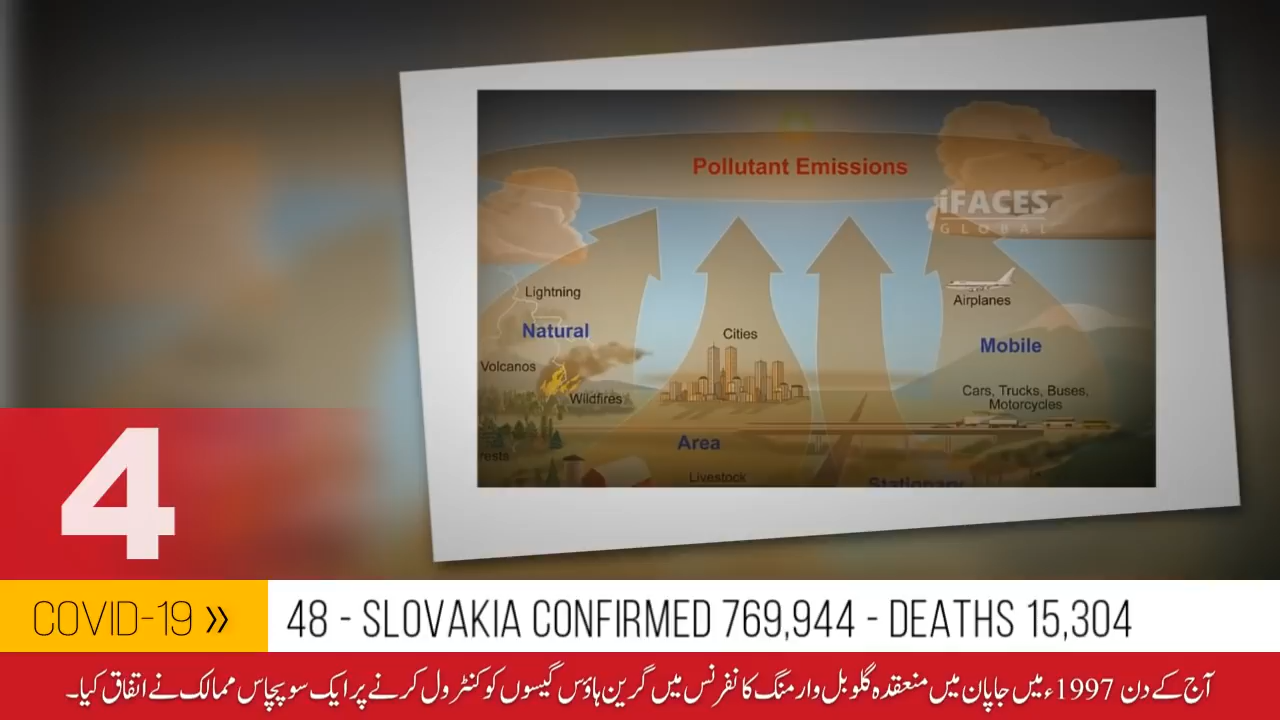 Pollutant Emissions
iFACES
GLOBAL
Lightning
Natural
Volcanos
Wildfires
Cities
Airplanes
Mobile
Cars, Trucks, Buses,
Motorcycles
Area
rests
Livestock
Stationary
4
COVID-19 »
48 - SLOVAKIA CONFIRMED 769,944 - DEATHS 15,304
آج کے دن 1997ء میں جاپان میں منعقدہ گلوبل وارمنگ کانفرنس میں گرین ہاؤس گیسوں کو کنٹرول کرنے پر ایک سو پچاس ممالک نے اتفاق کیا۔